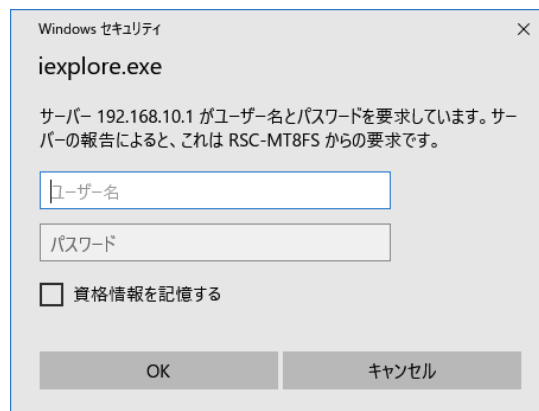 Windows セキュリティ
iexplore.exe
サーバー 192.168.10.1 がユーザー名とパスワードを要求しています。サー
バーの報告によると、これは RSC-MT8FS からの要求です。
ユーザー名
パスワード
資格情報を記憶する
OK
キャンセル